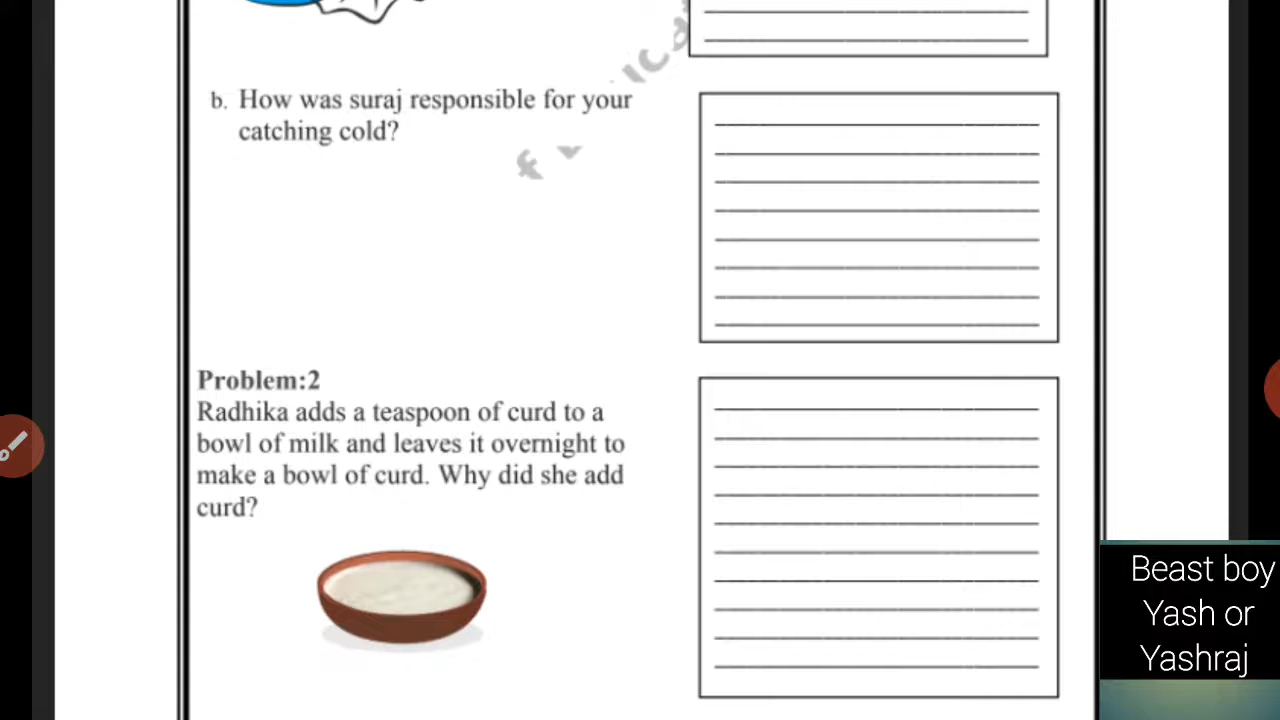 b. How was suraj responsible for your
catching cold?
Problem:2
Radhika adds a teaspoon of curd to a
bowl of milk and leaves it overnight to
make a bowl of curd. Why did she add
curd?
Beast boy
Yash or
Yashraj